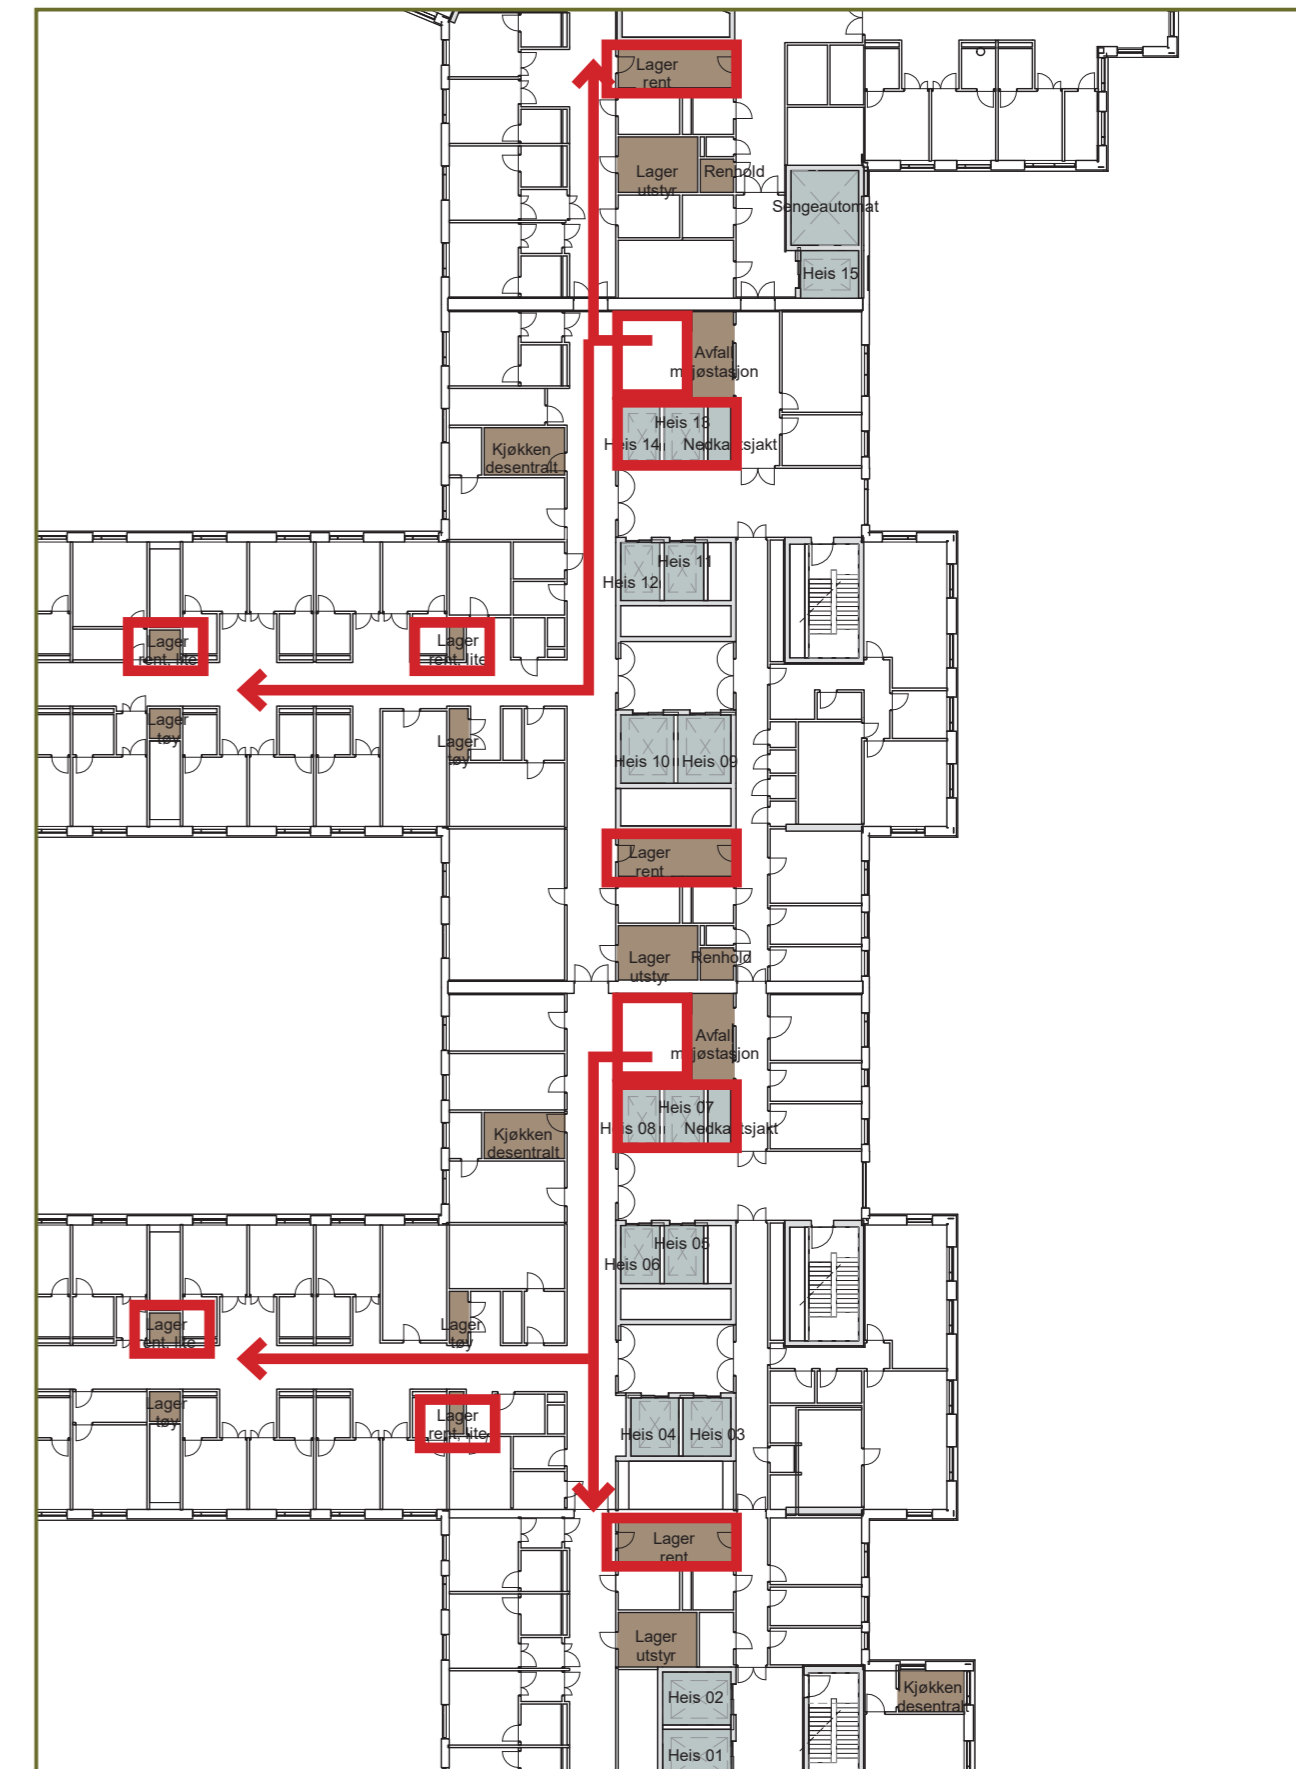 Lager
rent
Lager
utstyr
Renhold
Sengeautomat
Heis 15
Avfall
miljøstasjon
Heis 13
Heis 14
Nedkastsjakt
Kjøkken
desentralt
Heis 11
Heis 12
Lager
rent, lite
Lager
rent, lite
Lager
tøy
Lager
tøy
Heis 10
Heis 09
Lager
rent
Lager
utstyr
Renhold
Avfall
miljøstasjon
Heis 07
Heis 08
Nedkastsjakt
Kjøkken
desentralt
Heis 05
Heis 06
Lager
rent, lite
Lager
tøy
Lager
tøy
Lager
rent, lite
Heis 04
Heis 03
Lager
rent
Lager
utstyr
Heis 02
Kjøkken
desentralt
Heis 01